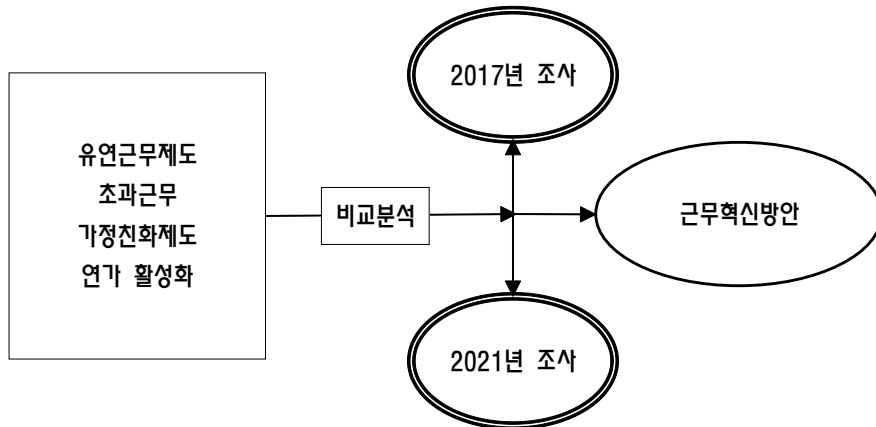 2017년 조사
유연근무제도
초과근무
가정친화제도
연가 활성화
비교분석
근무혁신방안
2021년 조사